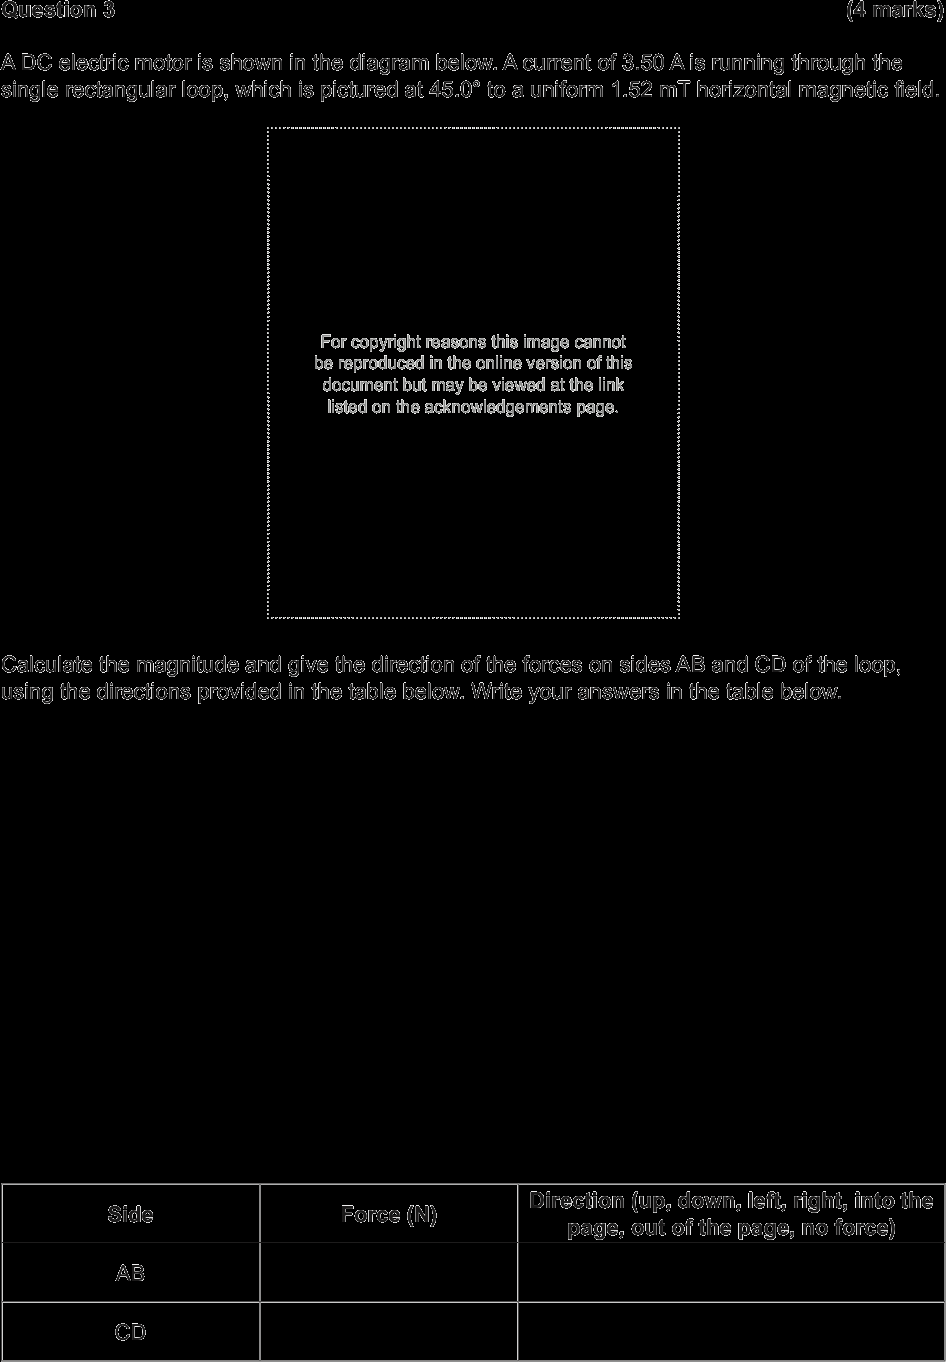 Question 3 (4 marks)
A DC electric motor is shown in the diagram below. A current of 3.50 A is running through the
single rectangular loop, which is pictured at 45.0° to a uniform 1.52 mT horizontal magnetic field.
For copyright reasons this image cannot
be reproduced in the online version of this
document but may be viewed at the link
listed on the acknowledgements page.
Calculate the magnitude and give the direction of the forces on sides AB and CD of the loop,
using the directions provided in the table below. Write your answers in the table below.
Side Force (N) Direction (up, down, left, right, into the
page, out of the page, no force)
AB
CD